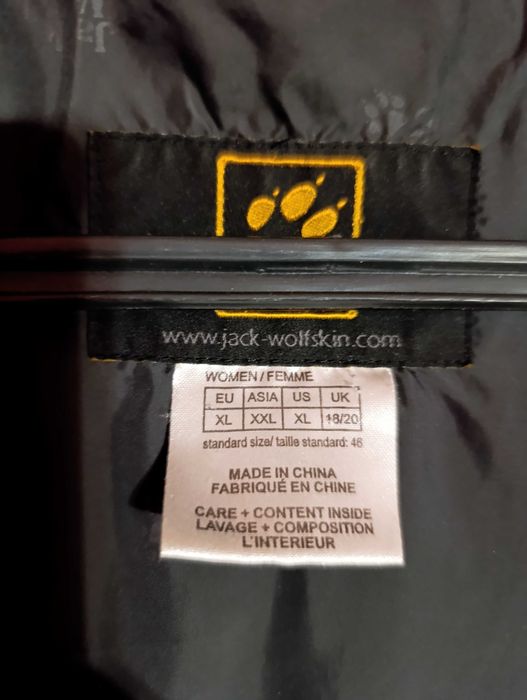 www.jack-wolfskin.com
WOMEN / FEMME
EU ASIA US UK
XL XXL XL 18/20
standard size/ taille standard: 46
MADE IN CHINA
FABRIQUÉ EN CHINE
CARE + CONTENT INSIDE
LAVAGE + COMPOSITION
L'INTERIEUR